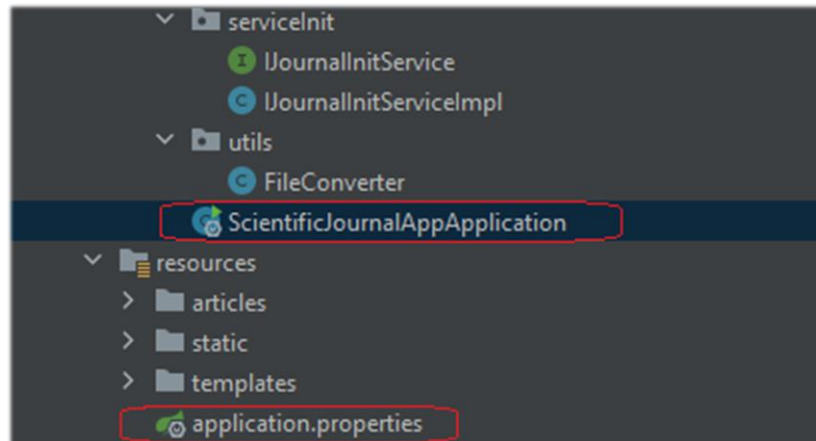 serviceInit
IJournalInitService
IJournalInitServiceImpl
utils
FileConverter
ScientificJournalAppApplication
resources
articles
static
templates
application.properties